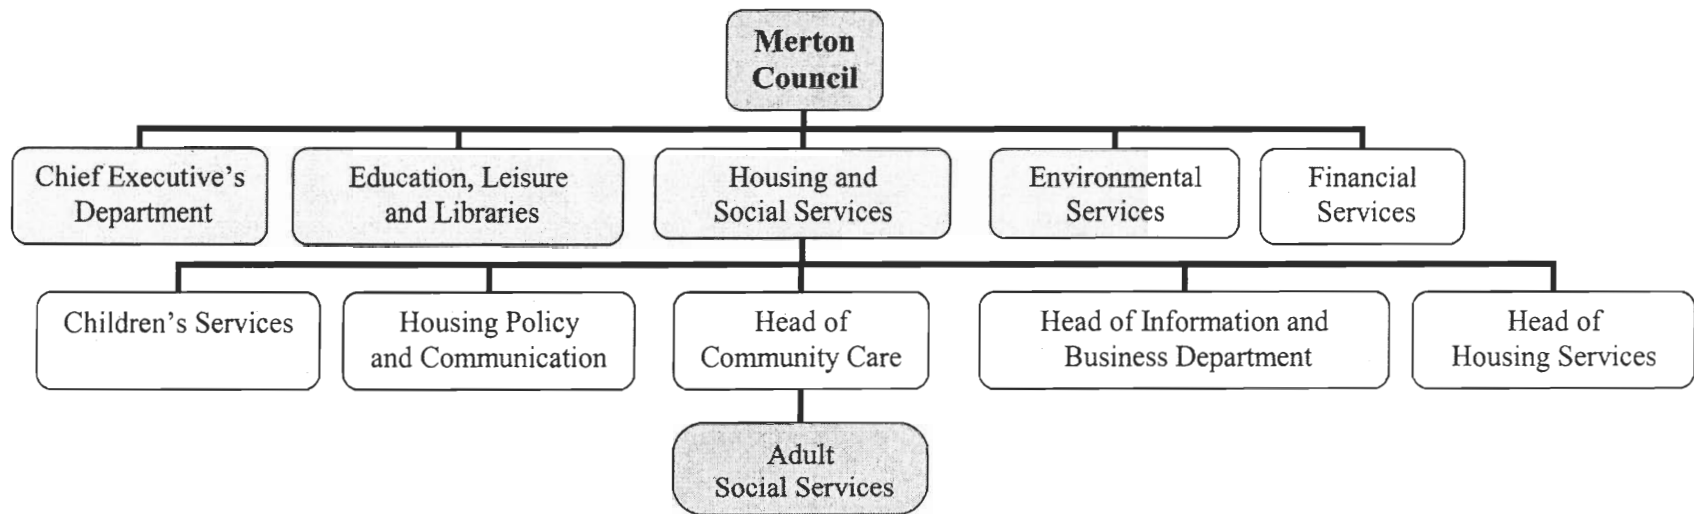 Merton
Council
Chief Executive's
Department
Education, Leisure
and Libraries
Housing and
Social Services
Environmental
Services
Financial
Services
Children's Services
Housing Policy
and Communication
Head of
Community Care
Head of Information and
Business Department
Head of
Housing Services
Adult
Social Services